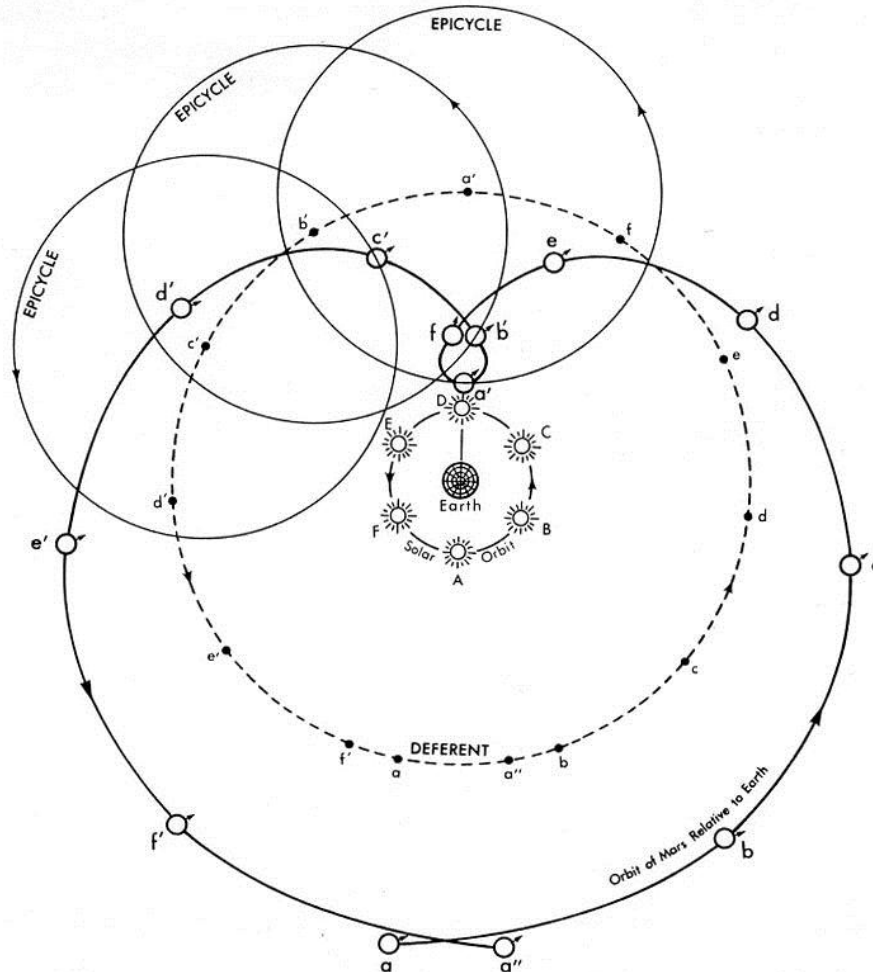 EPICYCLE
EPICYCLE
EPICYCLE
a'
b'
f
c'
e
d'
d
f
b'
c'
e
a'
D
E
C
Earth
d'
d
F
B
e'
Solar Orbit
A
e'
c
f'
DEFERENT
b
a
a"
Orbit of Mars Relative to Earth
f'
b
a
a"